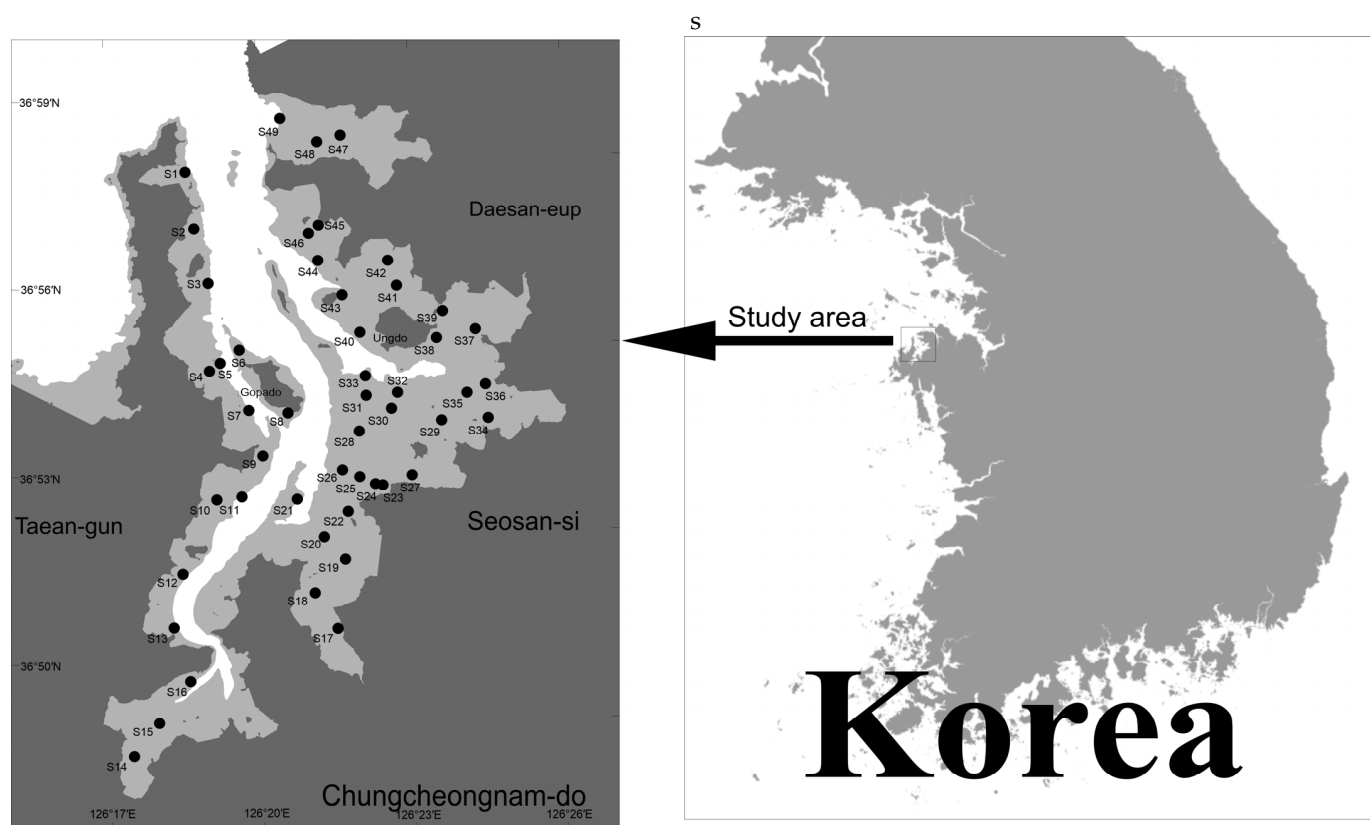 s
36°59'N
S49
S48
S47
S1
Daesan-eup
S2
S45
S46
S42
S44
S3
36°56'N
S41
S43
S39
Study area
S40
Ungdo
S38
S37
S6
S4
S5
S33
S32
S36
Gopado
S31
S35
S7
S8
S30
S29
S34
S28
S9
36°53'N
S26
S25
S24
S23
S27
S10
S11
S21
Taean-gun
S22
Seosan-si
S20
S19
S12
S18
S13
S17
36°50'N
S16
S15
S14
Korea
Chungcheongnam-do
126°17'E
126°20'E
126°23'E
126°26'E